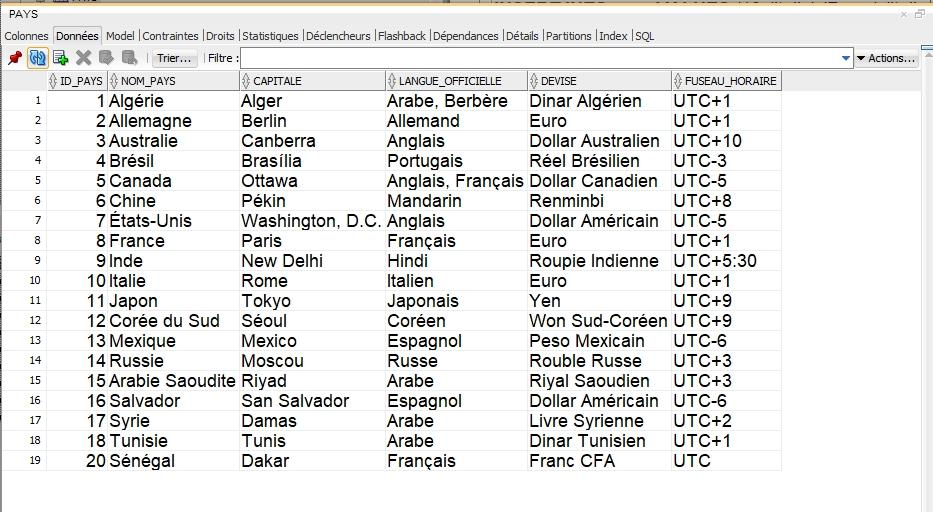 PAYS
Colonnes Données Model Contraintes Droits Statistiques Déclencheurs Flashback Dépendances Détails Partitions Index SQL
Trier... Filtre : Actions...
ID_PAYS NOM_PAYS CAPITALE LANGUE_OFFICIELLE DEVISE FUSEAU_HORAIRE
1 1 Algérie Alger Arabe, Berbère Dinar Algérien UTC+1
2 2 Allemagne Berlin Allemand Euro UTC+1
3 3 Australie Canberra Anglais Dollar Australien UTC+10
4 4 Brésil Brasília Portugais Réel Brésilien UTC-3
5 5 Canada Ottawa Anglais, Français Dollar Canadien UTC-5
6 6 Chine Pékin Mandarin Renminbi UTC+8
7 7 États-Unis Washington, D.C. Anglais Dollar Américain UTC-5
8 8 France Paris Français Euro UTC+1
9 9 Inde New Delhi Hindi Roupie Indienne UTC+5:30
10 10 Italie Rome Italien Euro UTC+1
11 11 Japon Tokyo Japonais Yen UTC+9
12 12 Corée du Sud Séoul Coréen Won Sud-Coréen UTC+9
13 13 Mexique Mexico Espagnol Peso Mexicain UTC-6
14 14 Russie Moscou Russe Rouble Russe UTC+3
15 15 Arabie Saoudite Riyad Arabe Riyal Saoudien UTC+3
16 16 Salvador San Salvador Espagnol Dollar Américain UTC-6
17 17 Syrie Damas Arabe Livre Syrienne UTC+2
18 18 Tunisie Tunis Arabe Dinar Tunisien UTC+1
19 20 Sénégal Dakar Français Franc CFA UTC